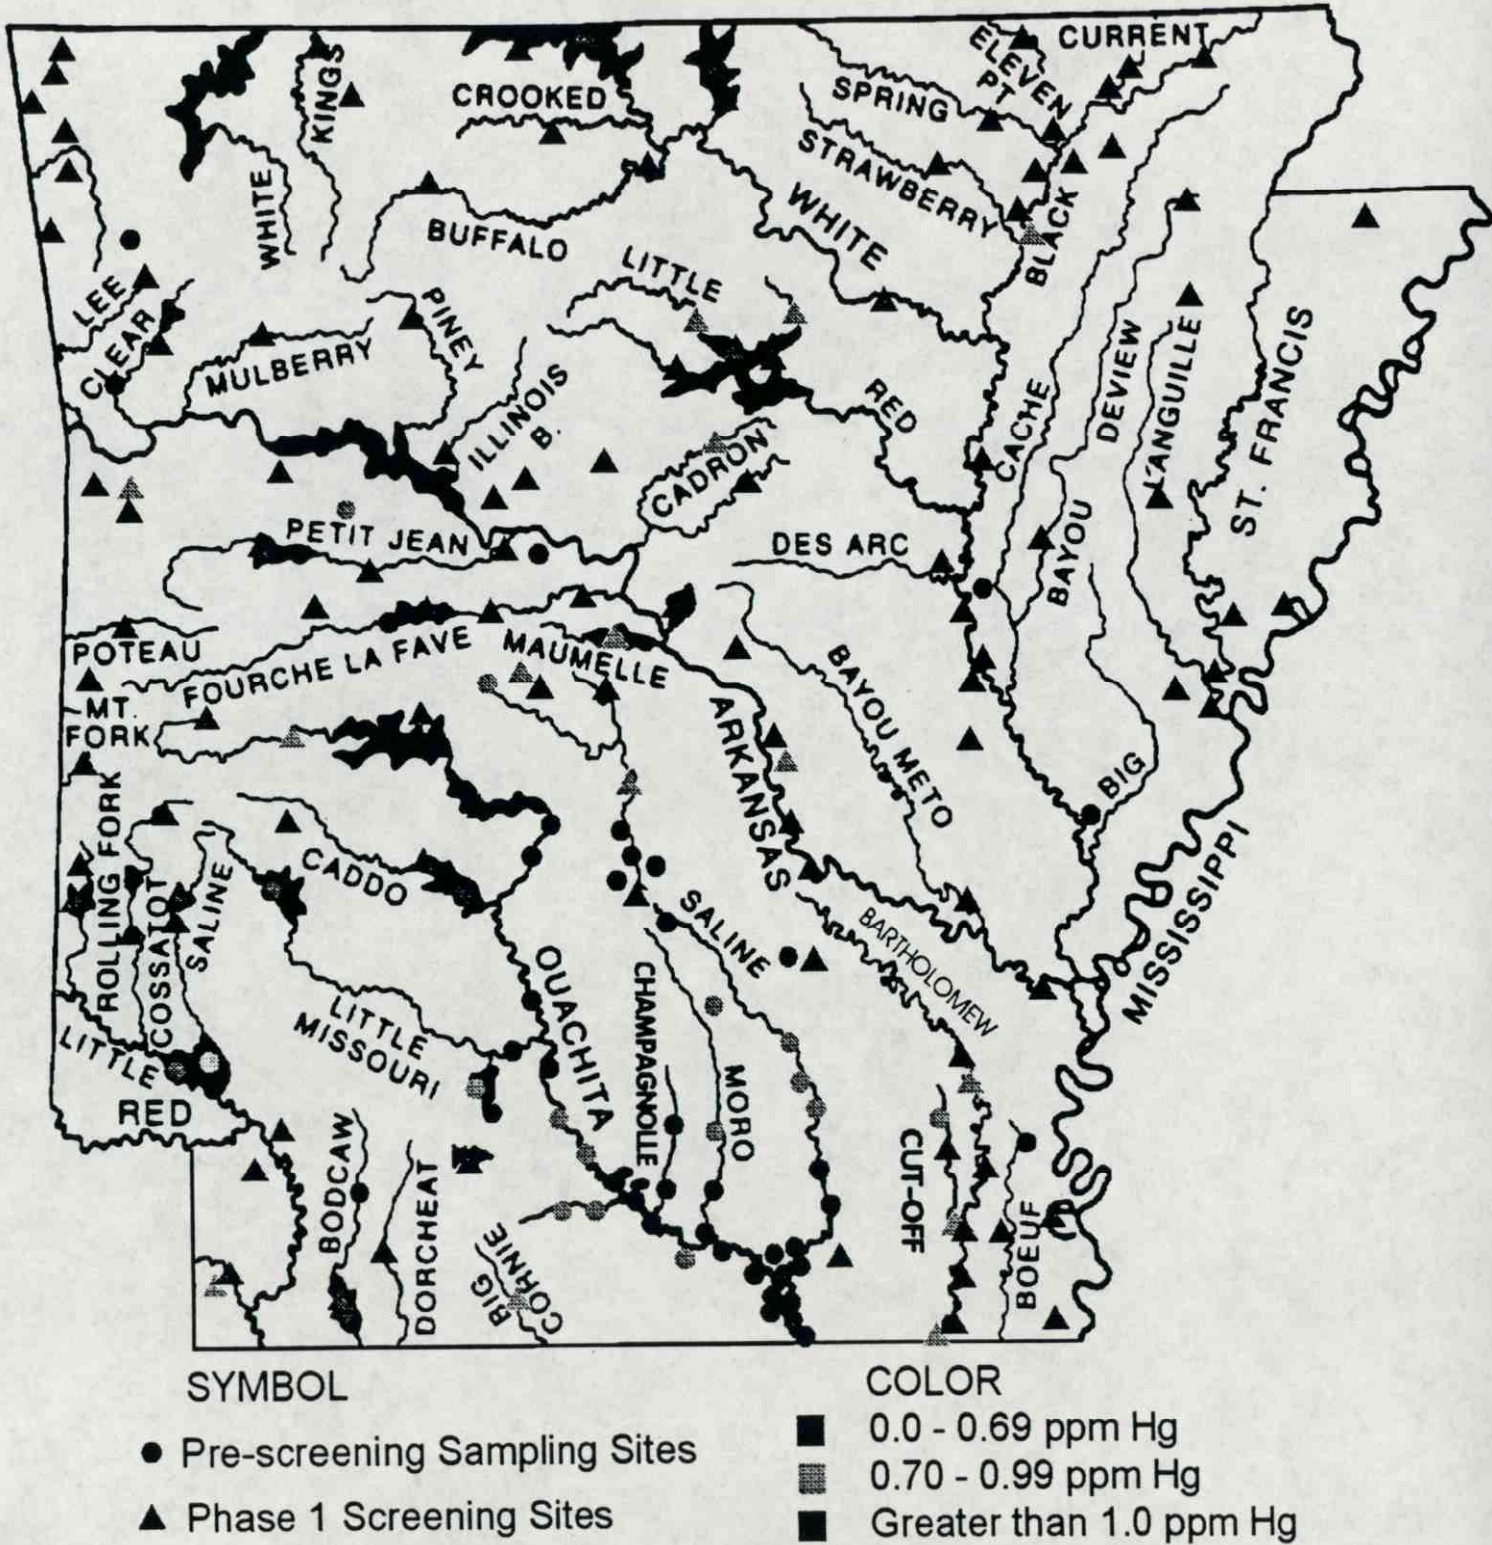 CURRENT
ELEVEN
PT
KINGS
CROOKED
SPRING
STRAWBERRY
WHITE
WHITE
BLACK
BUFFALO
LITTLE
LEE
CLEAR
PINEY
MULBERRY
ILLINOIS
B.
RED
CACHE
DEVIEW
L'ANGUILLE
ST. FRANCIS
CADRON
PETIT JEAN
DES ARC
BAYOU
POTEAU
FOURCHE LA FAVE
MAUMELLE
MT.
FORK
ARKANSAS
BAYOU METO
BIG
ROLLING FORK
COSSATOT
SALINE
CADDO
SALINE
BARTHOLOMEW
MISSISSIPPI
LITTLE
MISSOURI
OUACHITA
CHAMPAGNOLLE
MORO
LITTLE
RED
BODCAW
DORCHEAT
BIG
CORNIE
CUT-OFF
BOEUF
SYMBOL
Pre-screening Sampling Sites
Phase 1 Screening Sites
COLOR
0.0 - 0.69 ppm Hg
0.70 - 0.99 ppm Hg
Greater than 1.0 ppm Hg